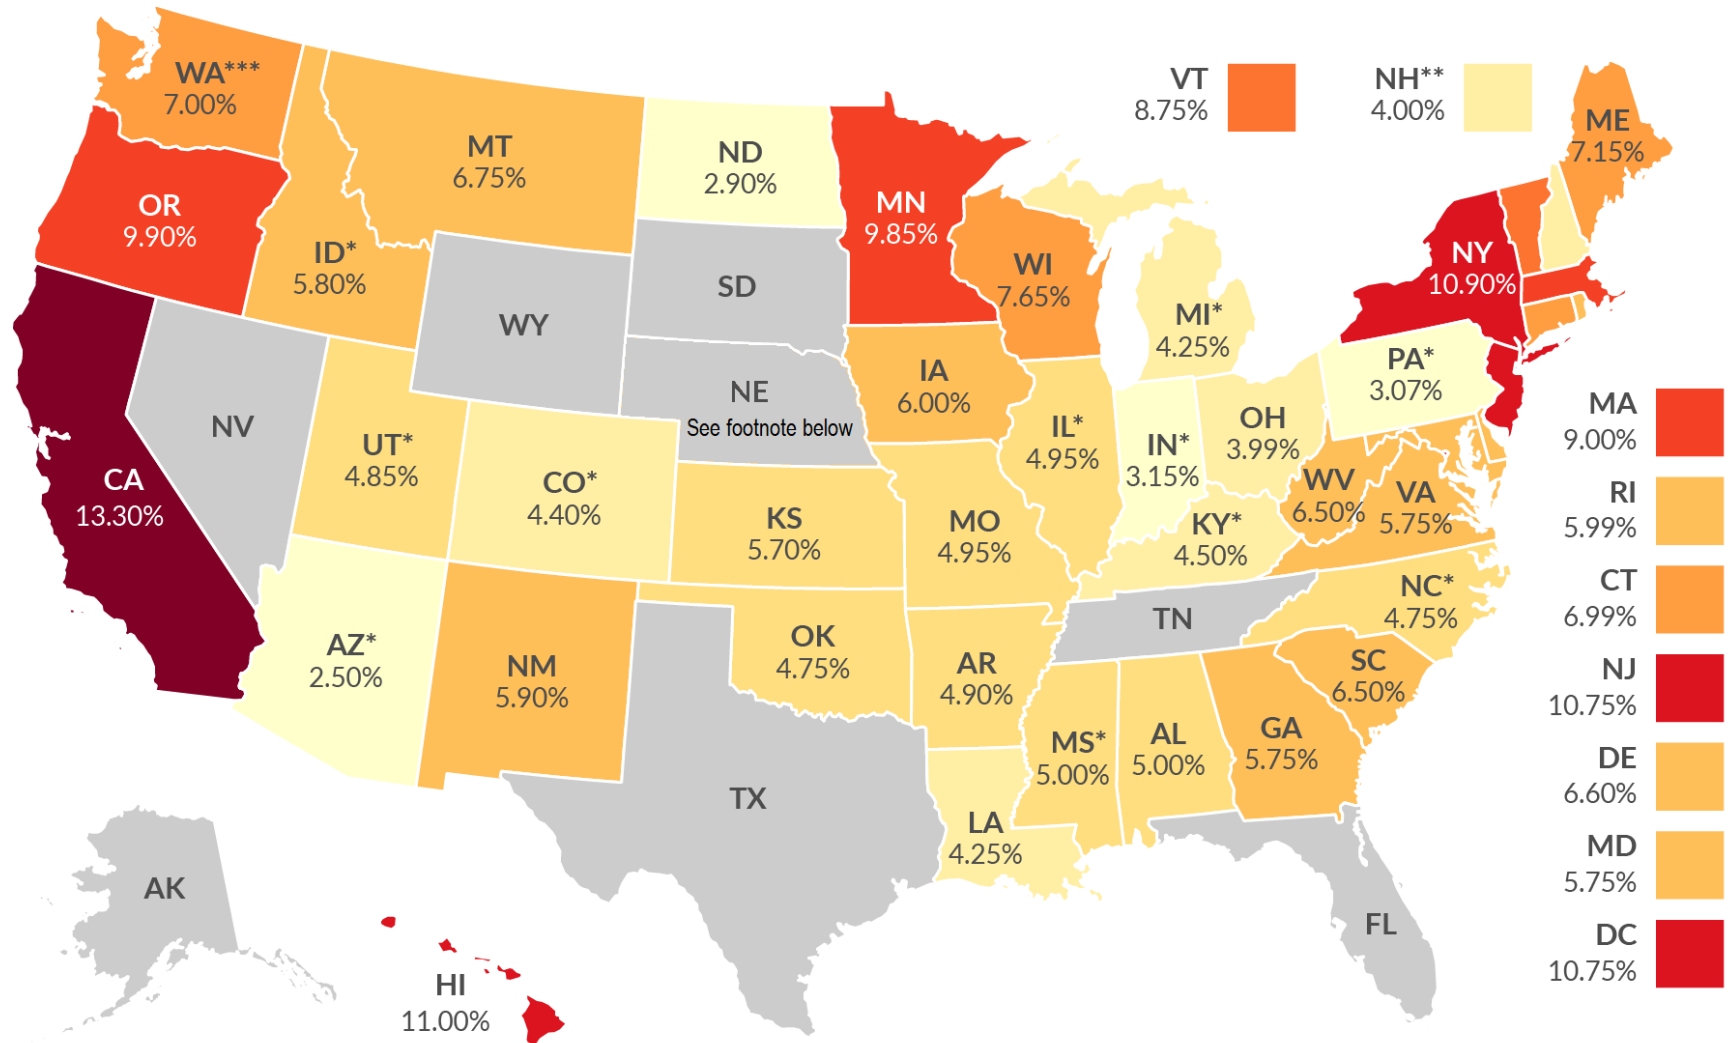 WA***
7.00%
VT
8.75%
NH**
4.00%
ME
7.15%
MT
6.75%
ND
2.90%
OR
9.90%
MN
9.85%
ID*
5.80%
NY
10.90%
WI
7.65%
SD
WY
MI*
4.25%
PA*
3.07%
IA
6.00%
NE
See footnote below
NV
UT*
4.85%
IL*
4.95%
IN*
3.15%
OH
3.99%
MA
9.00%
CA
13.30%
CO*
4.40%
WV
6.50%
VA
5.75%
RI
5.99%
KS
5.70%
MO
4.95%
KY*
4.50%
CT
6.99%
NC*
4.75%
TN
AZ*
2.50%
NM
5.90%
OK
4.75%
AR
4.90%
SC
6.50%
NJ
10.75%
MS*
5.00%
AL
5.00%
GA
5.75%
DE
6.60%
TX
LA
4.25%
MD
5.75%
AK
FL
DC
10.75%
HI
11.00%